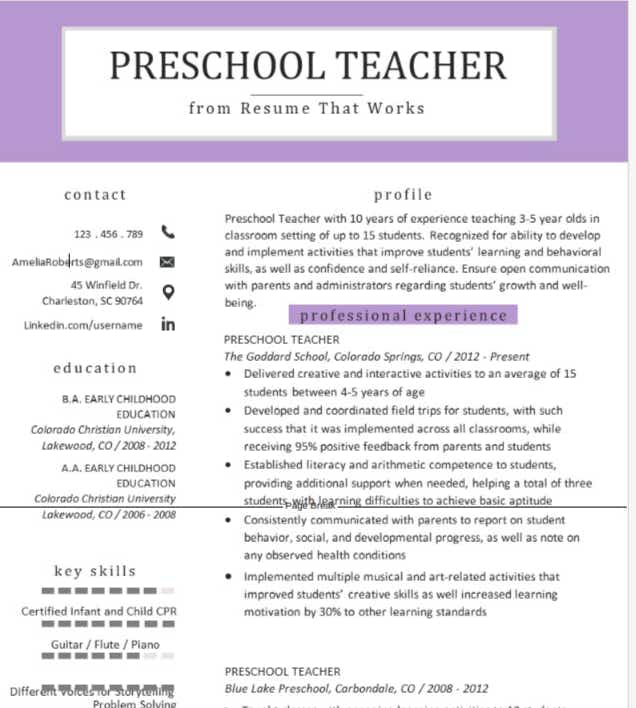 PRESCHOOL TEACHER
from Resume That Works
contact
123 . 456 . 789
AmeliaRoberts@gmail.com
45 Winfield Dr.
Charleston, SC 90764
Linkedin.com/username
in
education
B.A. EARLY CHILDHOOD
EDUCATION
Colorado Christian University,
Lakewood, CO / 2008 - 2012
A.A. EARLY CHILDHOOD
EDUCATION
Colorado Christian University
Lakewood, CO / 2006 - 2008
key skills
Certified Infant and Child CPR
Guitar / Flute / Piano
Different Voices for Storytelling
Problem Solving
profile
Preschool Teacher with 10 years of experience teaching 3-5 year olds in
classroom setting of up to 15 students. Recognized for ability to develop
and implement activities that improve students' learning and behavioral
skills, as well as confidence and self-reliance. Ensure open communication
with parents and administrators regarding students' growth and well-
being.
professional experience
PRESCHOOL TEACHER
The Goddard School, Colorado Springs, CO / 2012 - Present
• Delivered creative and interactive activities to an average of 15
students between 4-5 years of age
• Developed and coordinated field trips for students, with such
success that it was implemented across all classrooms, while
receiving 95% positive feedback from parents and students
• Established literacy and arithmetic competence to students,
providing additional support when needed, helping a total of three
students with learning difficulties to achieve basic aptitude
Page Break
• Consistently communicated with parents to report on student
behavior, social, and developmental progress, as well as note on
any observed health conditions
• Implemented multiple musical and art-related activities that
improved students' creative skills as well increased learning
motivation by 30% to other learning standards
PRESCHOOL TEACHER
Blue Lake Preschool, Carbondale, CO / 2008 - 2012